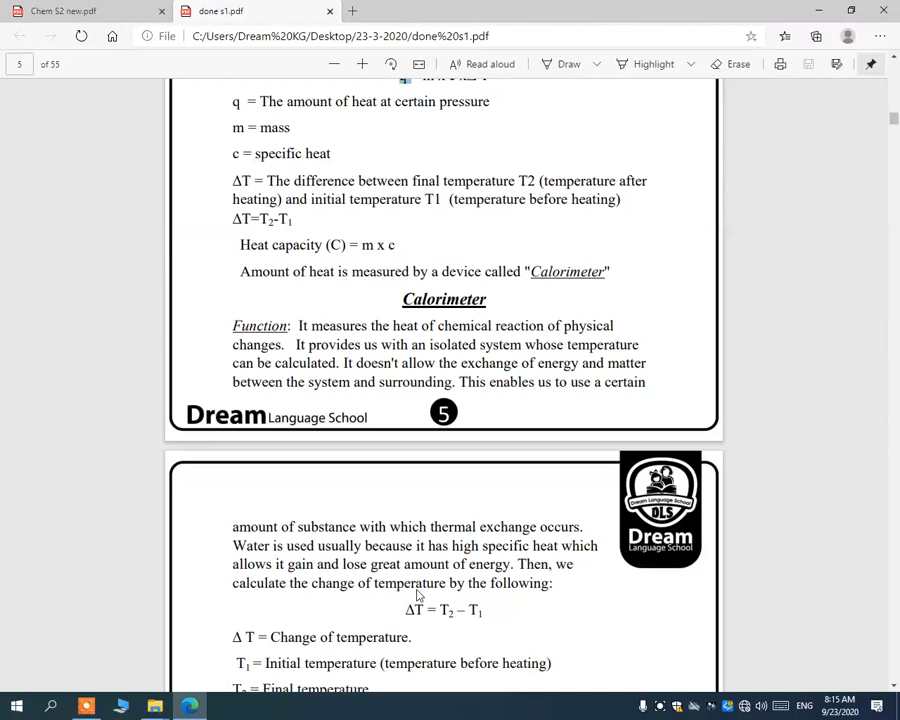 Chem S2 new.pdf
done s1.pdf
File
C:/Users/Dream%20KG/Desktop/23-3-2020/done%20s1.pdf
5 of 55
Read aloud
Draw
Highlight
Erase
q = The amount of heat at certain pressure
m = mass
c = specific heat
ΔT = The difference between final temperature T2 (temperature after
heating) and initial temperature T1 (temperature before heating)
ΔT=T2-T1
Heat capacity (C) = m x c
Amount of heat is measured by a device called "Calorimeter"
Calorimeter
Function: It measures the heat of chemical reaction of physical
changes. It provides us with an isolated system whose temperature
can be calculated. It doesn't allow the exchange of energy and matter
between the system and surrounding. This enables us to use a certain
Dream Language School
5
DLS
Dream
Language School
amount of substance with which thermal exchange occurs.
Water is used usually because it has high specific heat which
allows it gain and lose great amount of energy. Then, we
calculate the change of temperature by the following:
ΔT = T2 – T1
Δ T = Change of temperature.
T1 = Initial temperature (temperature before heating)
T2 = Final temperature
ENG
8:15 AM
9/23/2020